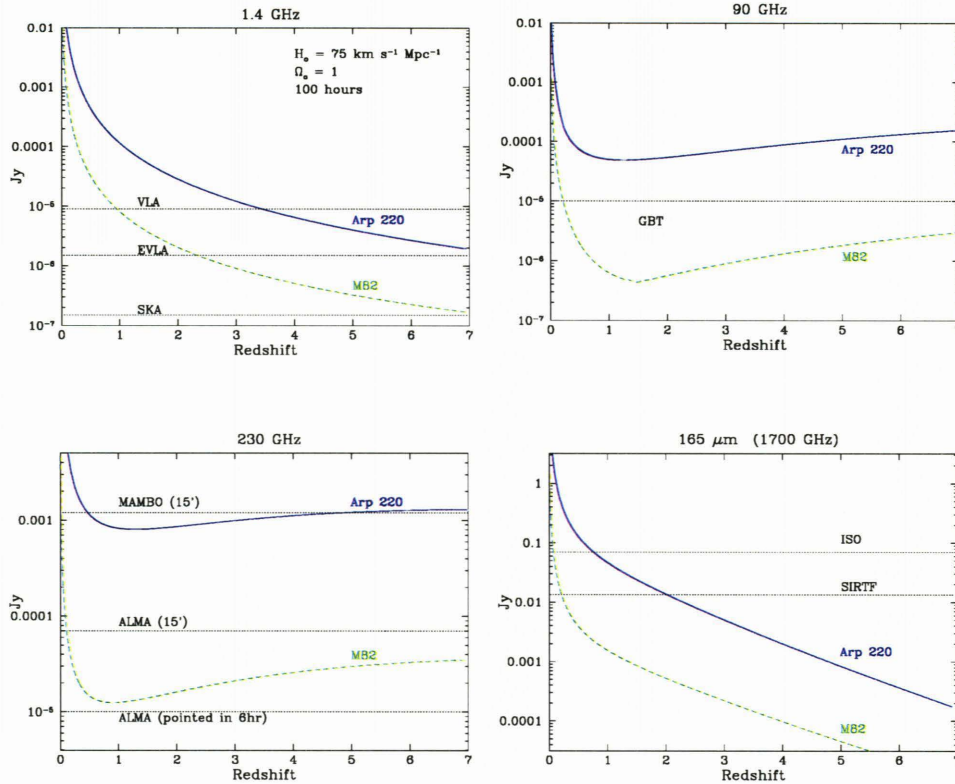 1.4 GHz
0.01
0.001
0.0001
10⁻⁵
10⁻⁶
10⁻⁷
Jy
H₀ = 75 km s⁻¹ Mpc⁻¹
Ω₀ = 1
100 hours
VLA
Arp 220
EVLA
M82
SKA
0 1 2 3 4 5 6 7
Redshift
90 GHz
0.01
0.001
0.0001
10⁻⁵
10⁻⁶
10⁻⁷
Jy
Arp 220
GBT
M82
0 1 2 3 4 5 6 7
Redshift
230 GHz
0.001
0.0001
10⁻⁵
Jy
MAMBO (15')
Arp 220
ALMA (15')
M82
ALMA (pointed in 6hr)
0 1 2 3 4 5 6 7
Redshift
165 μm (1700 GHz)
1
0.1
0.01
0.001
0.0001
Jy
ISO
SIRTF
Arp 220
M82
0 1 2 3 4 5 6 7
Redshift